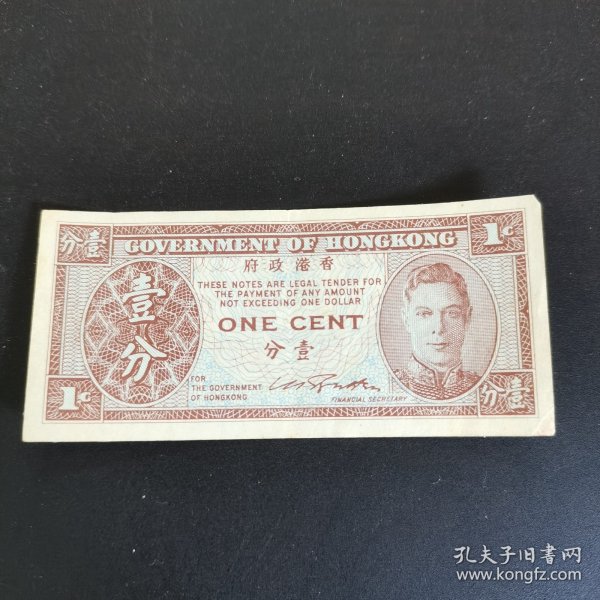 分壹
GOVERNMENT OF HONGKONG
1c
府政港香
THESE NOTES ARE LEGAL TENDER FOR
THE PAYMENT OF ANY AMOUNT
NOT EXCEEDING ONE DOLLAR
壹
分
ONE CENT
分壹
FOR
THE GOVERNMENT
OF HONGKONG
FINANCIAL SECRETARY
1c
分壹
孔夫子旧书网
www.kongfz.com